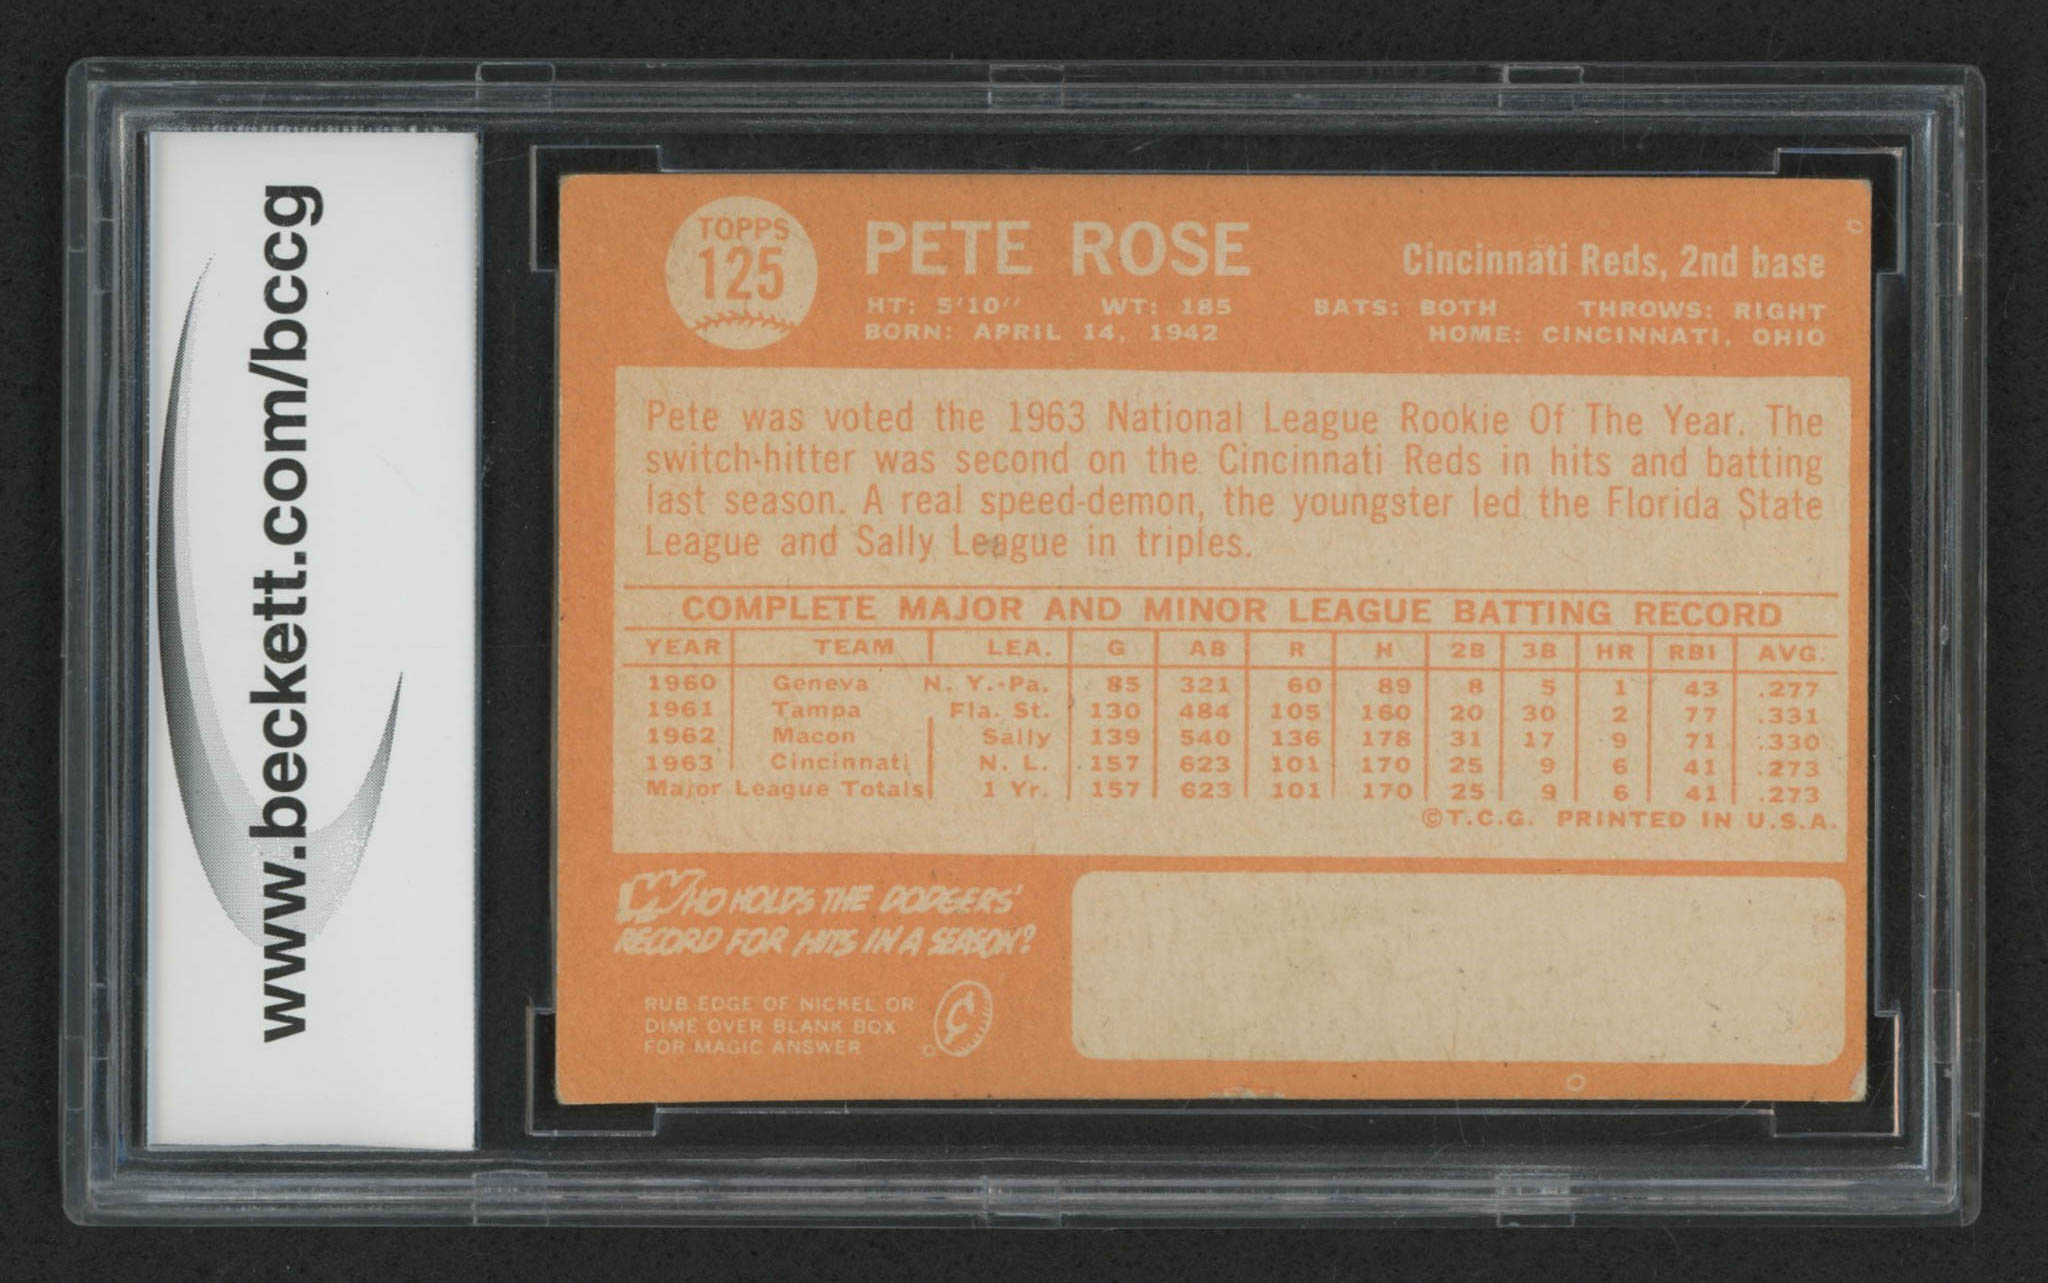 www.beckett.com/bccg
TOPPS
125
PETE ROSE
Cincinnati Reds, 2nd base
HT: 5'10" WT: 185 BATS: BOTH THROWS: RIGHT
BORN: APRIL 14, 1942 HOME: CINCINNATI, OHIO
Pete was voted the 1963 National League Rookie Of The Year. The
switch-hitter was second on the Cincinnati Reds in hits and batting
last season. A real speed-demon, the youngster led the Florida State
League and Sally League in triples.
COMPLETE MAJOR AND MINOR LEAGUE BATTING RECORD
YEAR TEAM LEA. G AB R H 2B 3B HR RBI AVG.
1960 Geneva N. Y.-Pa. 85 321 60 89 8 5 1 43 .277
1961 Tampa Fla. St. 130 484 105 160 20 30 2 77 .331
1962 Macon Sally 139 540 136 178 31 17 9 71 .330
1963 Cincinnati N. L. 157 623 101 170 25 9 6 41 .273
Major League Totals 1 Yr. 157 623 101 170 25 9 6 41 .273
©T.C.G. PRINTED IN U.S.A.
WHO HOLDS THE DODGERS'
RECORD FOR HITS IN A SEASON?
RUB EDGE OF NICKEL OR
DIME OVER BLANK BOX
FOR MAGIC ANSWER